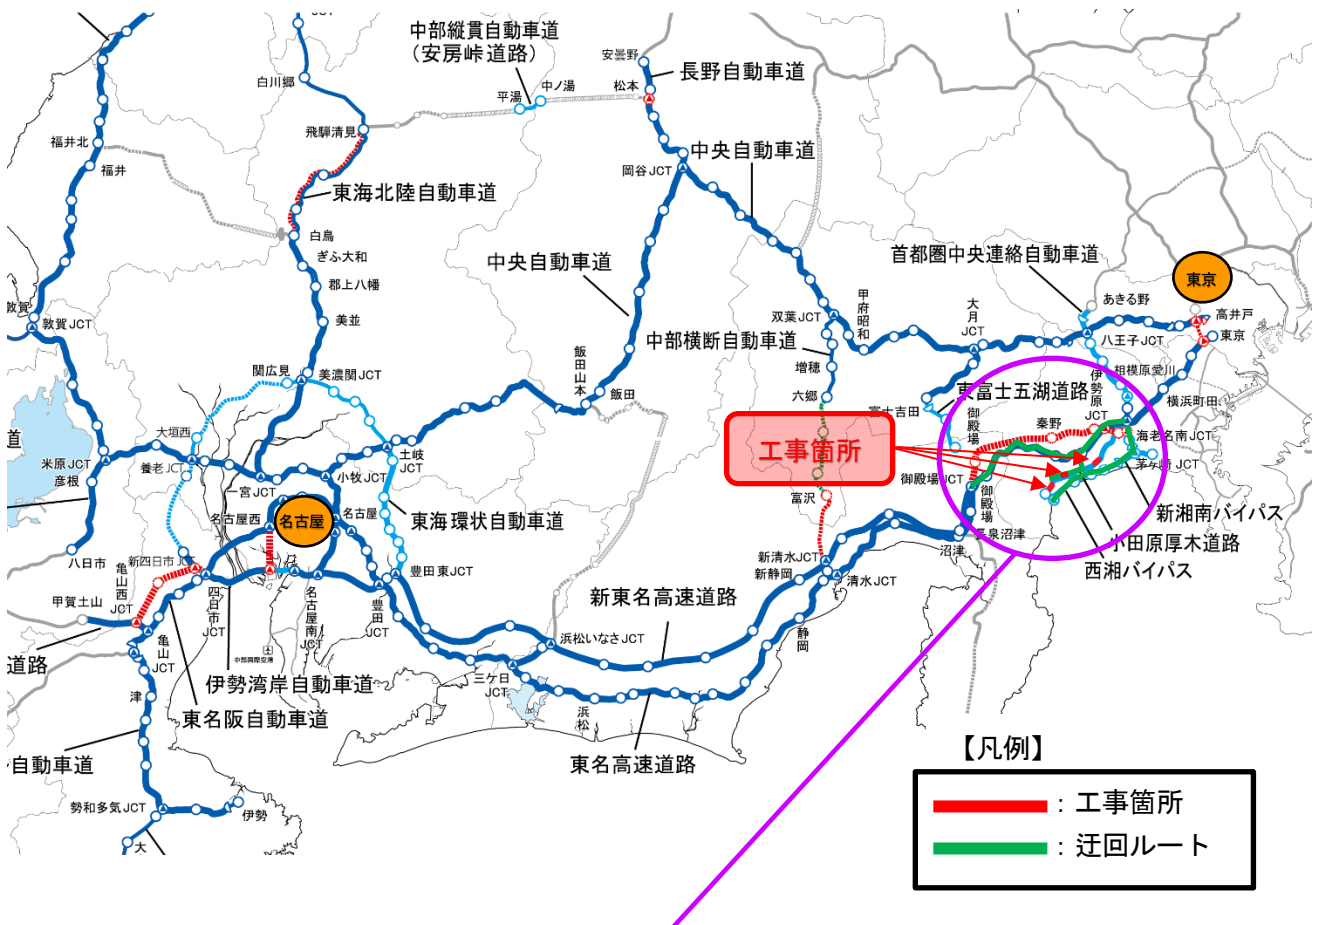 JCT
中部縦貫自動車道
(安房峠道路)
安曇野
白川郷
平湯
中ノ湯
松本
長野自動車道
飛騨清見
福井北
福井
岡谷JCT
中央自動車道
東海北陸自動車道
白鳥
ぎふ大和
郡上八幡
美並
中央自動車道
首都圏中央連絡自動車道
あきる野
東京
高井戸
東京
敦賀
敦賀JCT
双葉JCT
甲府昭和
大月JCT
八王子JCT
中部横断自動車道
増穂
六郷
飯田山本
飯田
関広見
美濃関JCT
相模原愛川
伊勢原JCT
横浜町田
東富士五湖道路
富士吉田
御殿場
秦野
海老名南JCT
茅ヶ崎JCT
工事箇所
大垣西
養老JCT
土岐JCT
道
米原JCT
彦根
一宮JCT
小牧JCT
御殿場JCT
御殿場
富沢
名古屋西
名古屋
名古屋
東海環状自動車道
新湘南バイパス
小田原厚木道路
西湘バイパス
長泉沼津
沼津
八日市
亀山西JCT
新四日市JCT
豊田東JCT
新清水JCT
新静岡
清水JCT
甲賀土山
四日市JCT
名古屋南JCT
豊田JCT
新東名高速道路
静岡
亀山JCT
浜松いなさJCT
中部国際空港
道路
伊勢湾岸自動車道
三ケ日JCT
津
東名阪自動車道
浜松
自動車道
東名高速道路
勢和多気JCT
伊勢
大
【凡例】
:工事箇所
:迂回ルート